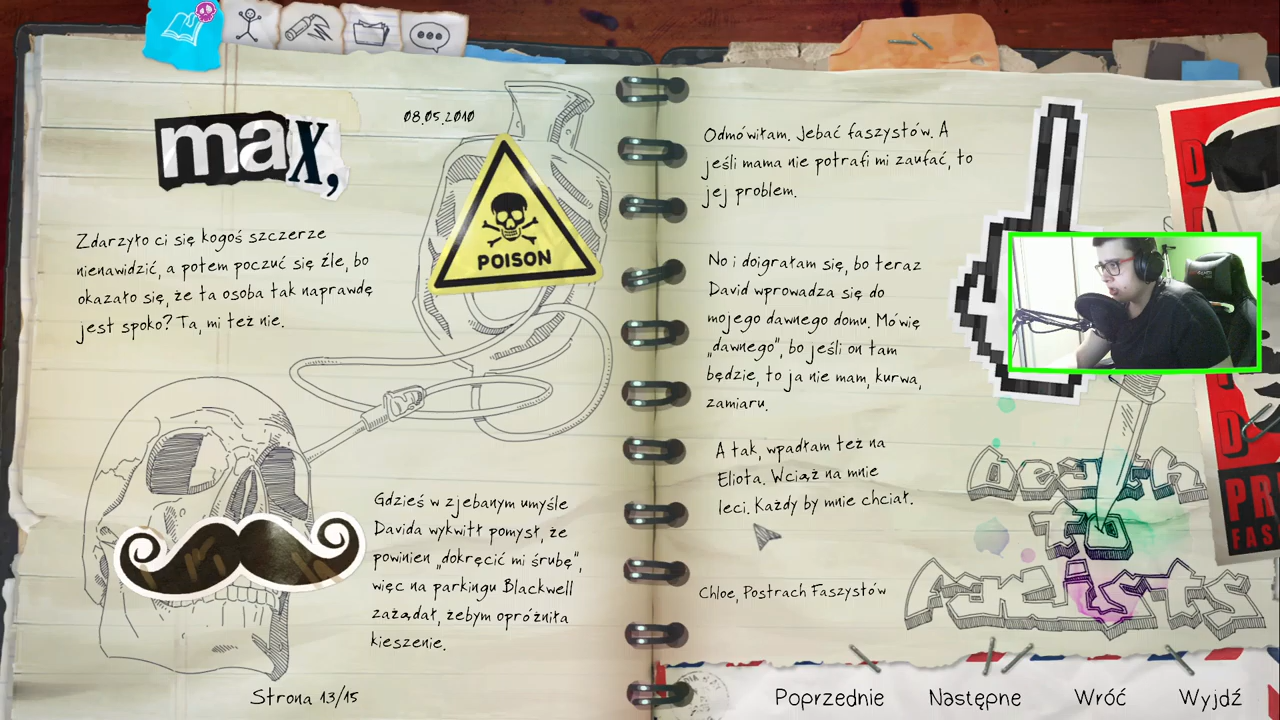 max,
08.05.2010
POISON
Zdarzyło ci się kogoś szczerze
nienawidzić, a potem poczuć się źle, bo
okazało się, że ta osoba tak naprawdę
jest spoko? Ta, mi też nie.
Gdzieś w zjebanym umyśle
Davida wykwitł pomysł, że
powinien „dokręcić mi śrubę”,
więc na parkingu Blackwell
zażądał, żebym opróżniła
kieszenie.
Strona 13/15
Odmówiłam. Jebać faszystów. A
jeśli mama nie potrafi mi zaufać, to
jej problem.
No i doigrałam się, bo teraz
David wprowadza się do
mojego dawnego domu. Mówię
„dawnego”, bo jeśli on tam
będzie, to ja nie mam, kurwa,
zamiaru.
A tak, wpadłam też na
Eliota. Wciąż na mnie
leci. Każdy by mnie chciał.
Chloe, Postrach Faszystów
Death
To
Fascists
D
D
PR
FAS
Poprzednie
Następne
Wróć
Wyjdź